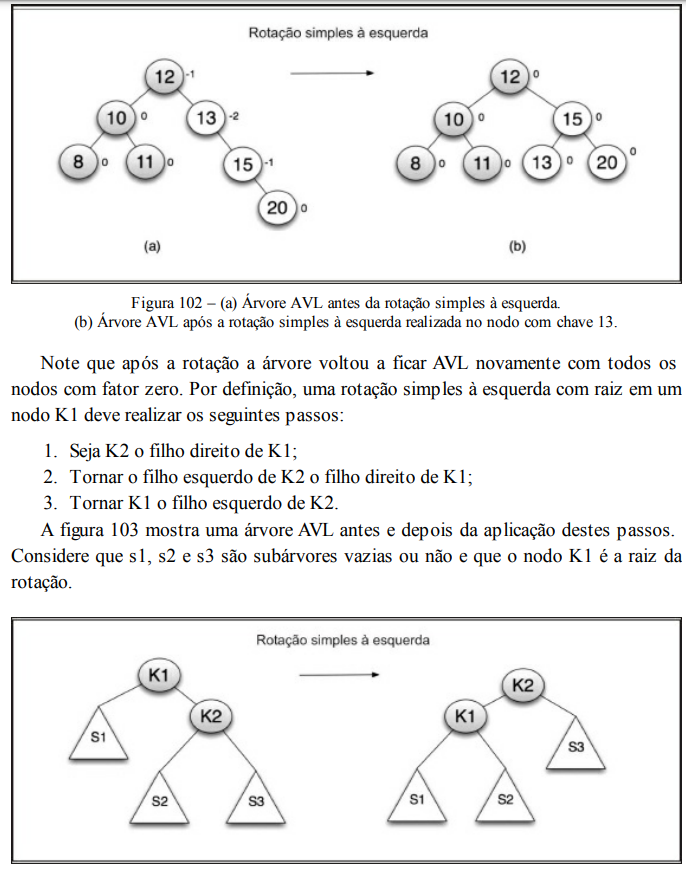 Rotação simples à esquerda
12 -1
12 0
10 0
13 -2
10 0
15 0
8 0
11 0
15 -1
8 0
11 0
13 0
20 0
20 0
(a)
(b)
Figura 102 – (a) Árvore AVL antes da rotação simples à esquerda.
(b) Árvore AVL após a rotação simples à esquerda realizada no nodo com chave 13.
Note que após a rotação a árvore voltou a ficar AVL novamente com todos os
nodos com fator zero. Por definição, uma rotação simples à esquerda com raiz em um
nodo K1 deve realizar os seguintes passos:
1. Seja K2 o filho direito de K1;
2. Tornar o filho esquerdo de K2 o filho direito de K1;
3. Tornar K1 o filho esquerdo de K2.
A figura 103 mostra uma árvore AVL antes e depois da aplicação destes passos.
Considere que s1, s2 e s3 são subárvores vazias ou não e que o nodo K1 é a raiz da
rotação.
Rotação simples à esquerda
K1
K2
K2
K1
S1
S3
S2
S3
S1
S2